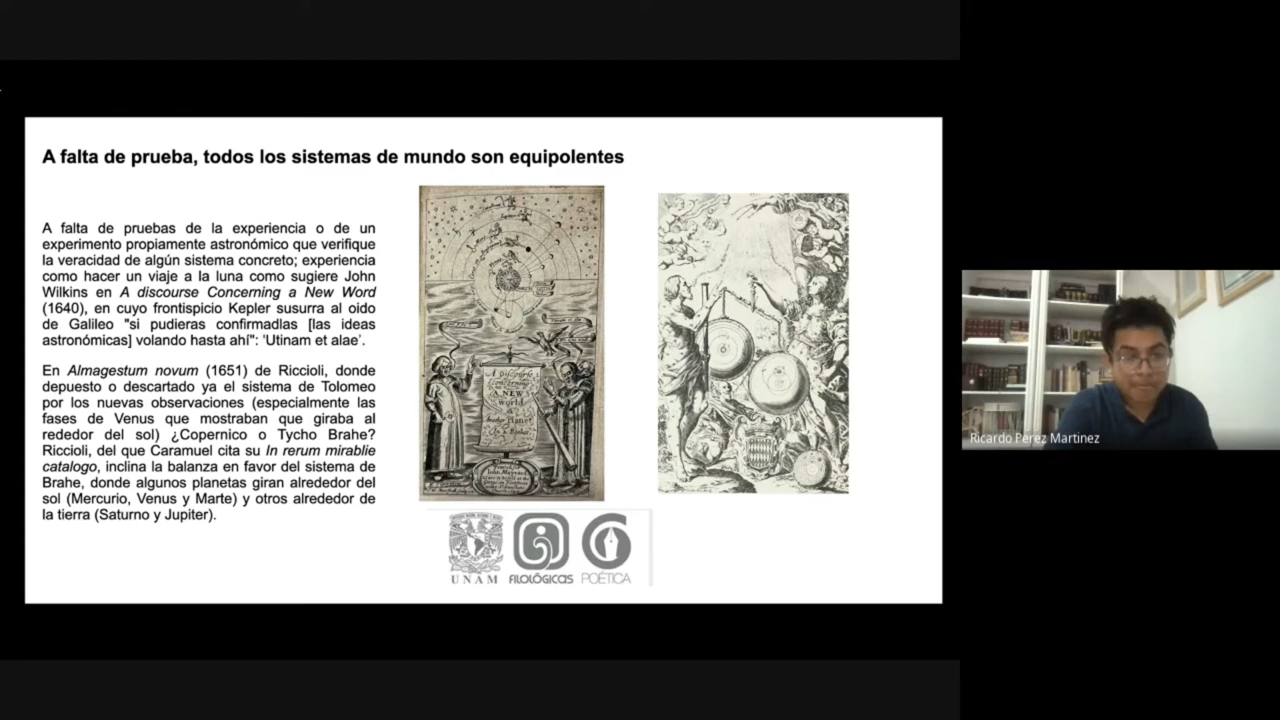 A falta de prueba, todos los sistemas de mundo son equipolentes
A falta de pruebas de la experiencia o de un
experimento propiamente astronómico que verifique
la veracidad de algún sistema concreto; experiencia
como hacer un viaje a la luna como sugiere John
Wilkins en A discourse Concerning a New Word
(1640), en cuyo frontispicio Kepler susurra al oido
de Galileo "si pudieras confirmadlas [las ideas
astronómicas] volando hasta ahí": 'Utinam et alae'.
En Almagestum novum (1651) de Riccioli, donde
depuesto o descartado ya el sistema de Tolomeo
por los nuevas observaciones (especialmente las
fases de Venus que mostraban que giraba al
rededor del sol) ¿Copernico o Tycho Brahe?
Riccioli, del que Caramuel cita su In rerum mirablie
catalogo, inclina la balanza en favor del sistema de
Brahe, donde algunos planetas giran alrededor del
sol (Mercurio, Venus y Marte) y otros alrededor de
la tierra (Saturno y Jupiter).
A Discourse
concerning
A NEW
world
&
Another Planet
In 2 Bookes
UNAM
FILOLÓGICAS
POÉTICA
Ricardo Perez Martinez